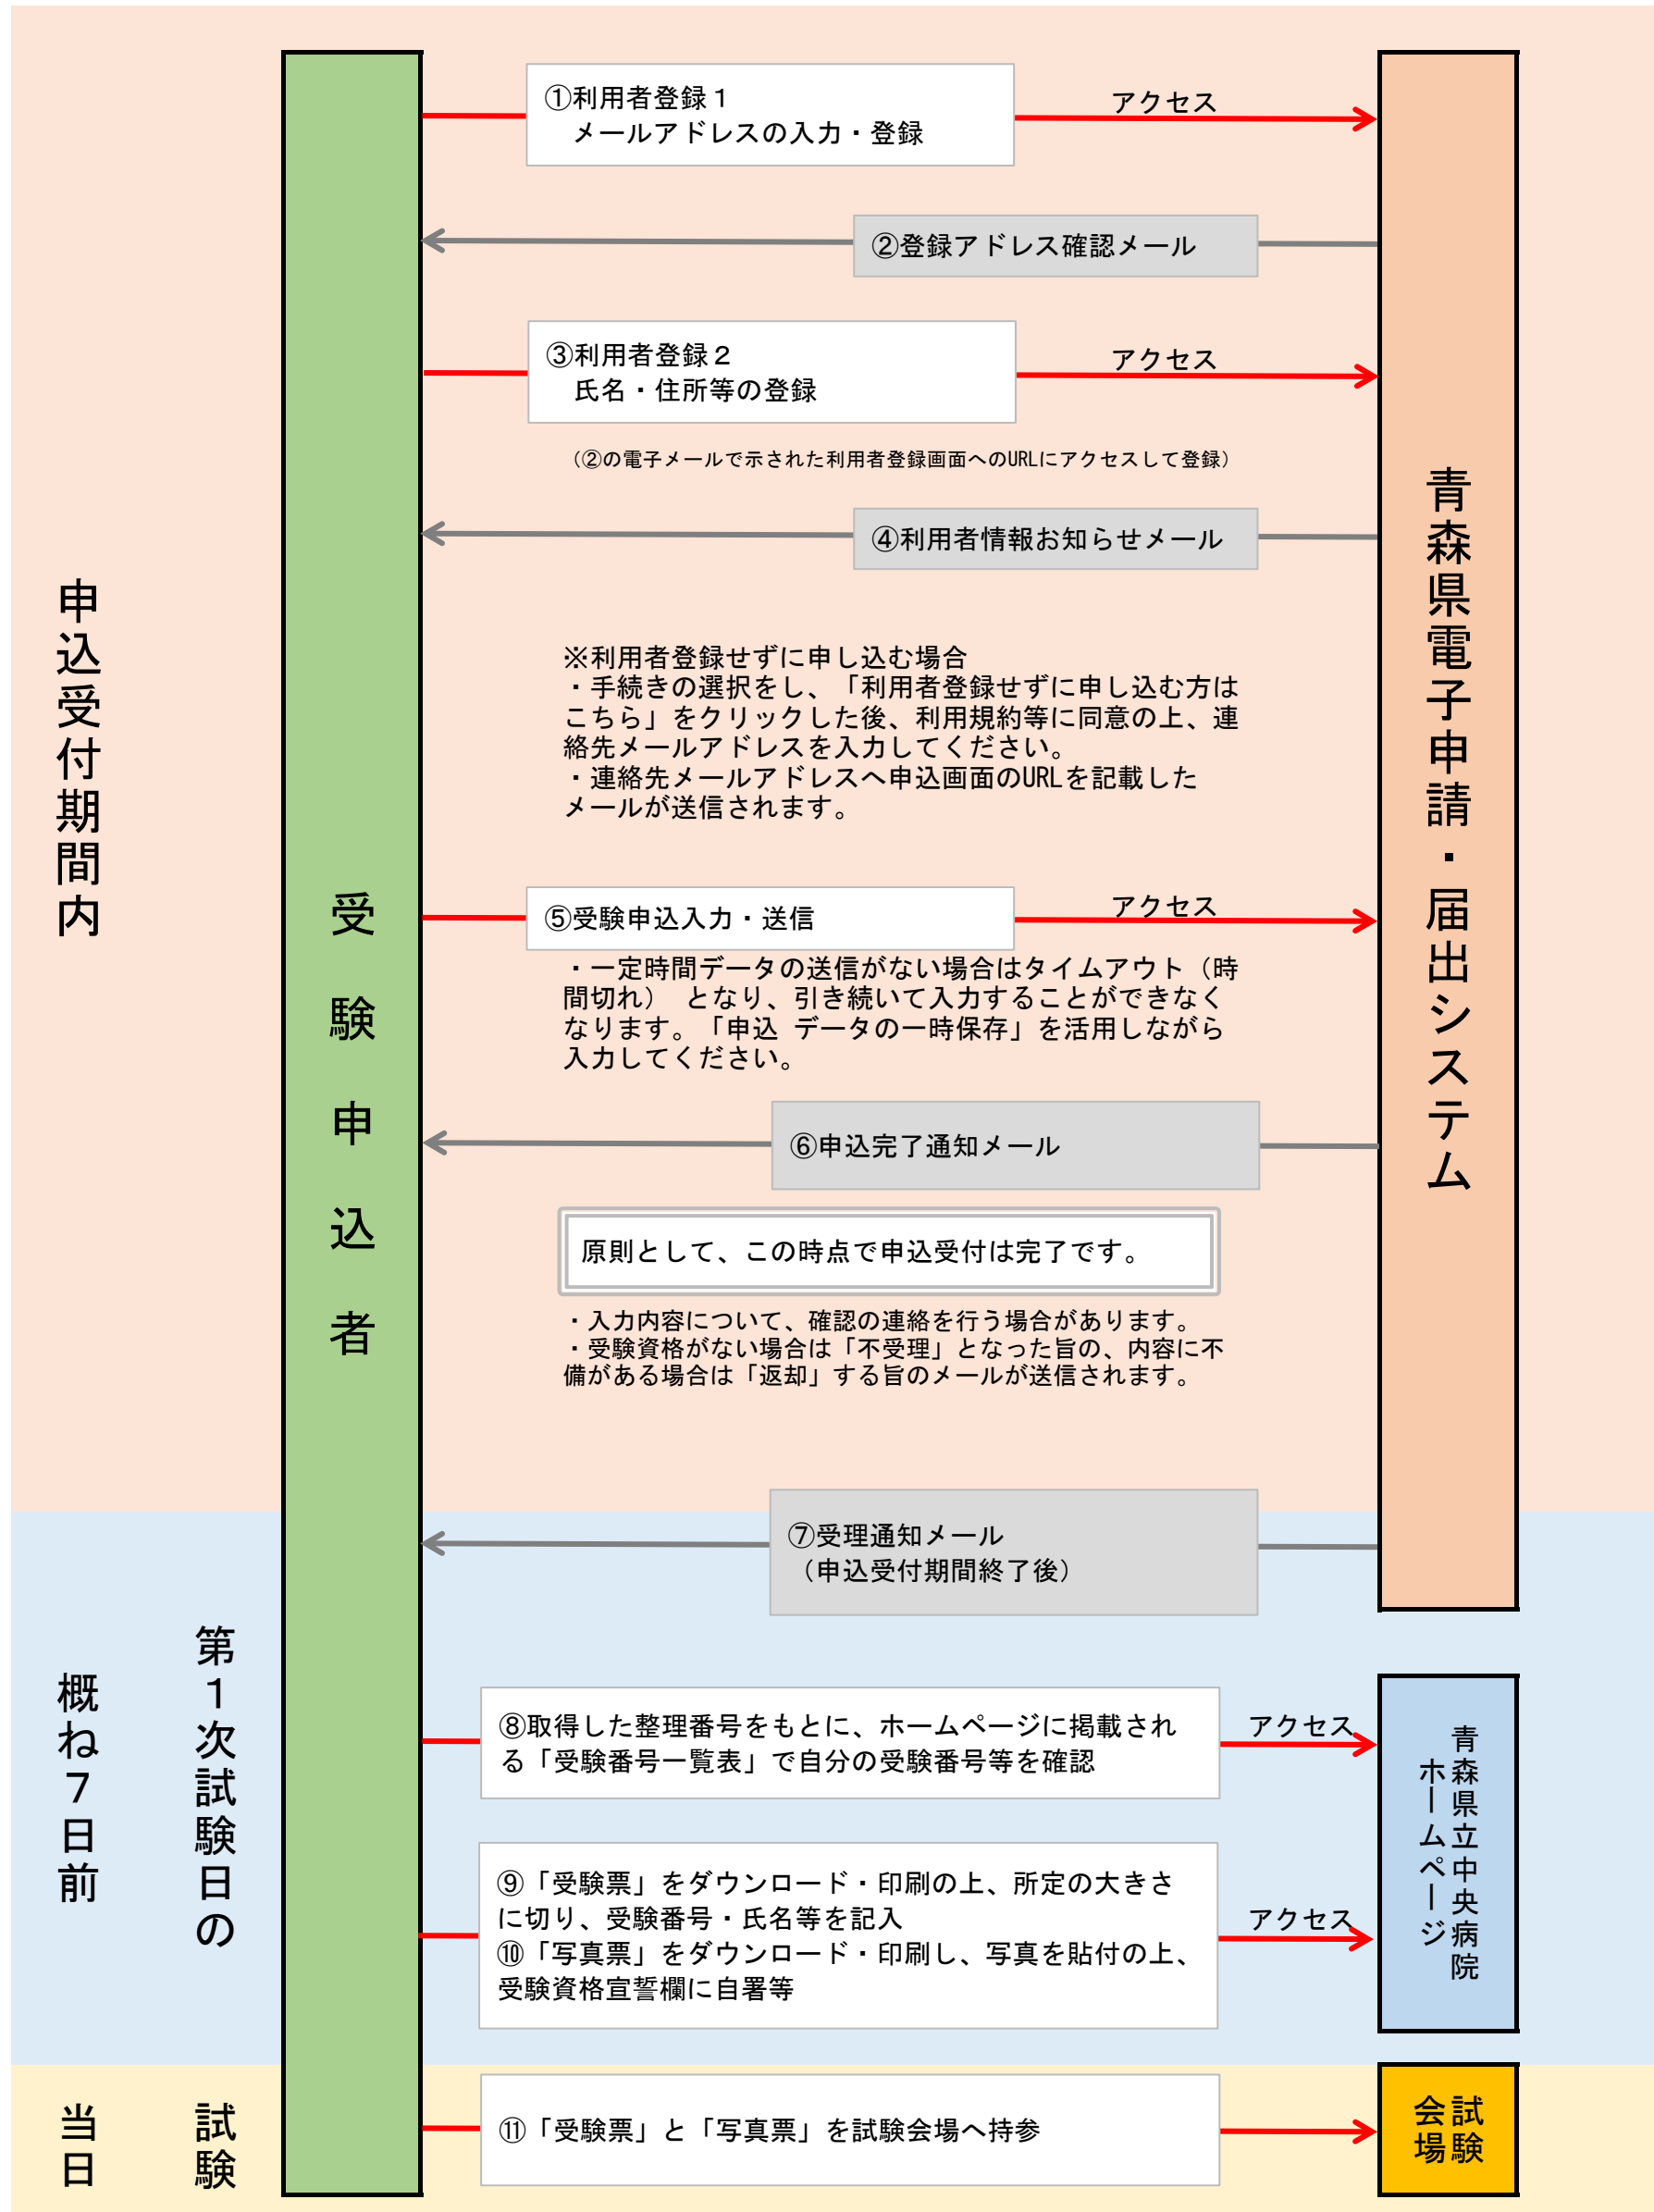 申込受付期間内
受験申込者
青森県電子申請・届出システム
①利用者登録１
メールアドレスの入力・登録
アクセス
②登録アドレス確認メール
③利用者登録２
氏名・住所等の登録
アクセス
（②の電子メールで示された利用者登録画面へのURLにアクセスして登録）
④利用者情報お知らせメール
※利用者登録せずに申し込む場合
・手続きの選択をし、「利用者登録せずに申し込む方は
こちら」をクリックした後、利用規約等に同意の上、連
絡先メールアドレスを入力してください。
・連絡先メールアドレスへ申込画面のURLを記載した
メールが送信されます。
⑤受験申込入力・送信
アクセス
・一定時間データの送信がない場合はタイムアウト（時
間切れ） となり、引き続いて入力することができなく
なります。「申込 データの一時保存」を活用しながら
入力してください。
⑥申込完了通知メール
原則として、この時点で申込受付は完了です。
・入力内容について、確認の連絡を行う場合があります。
・受験資格がない場合は「不受理」となった旨の、内容に不
備がある場合は「返却」する旨のメールが送信されます。
⑦受理通知メール
（申込受付期間終了後）
第１次試験日の
概ね７日前
⑧取得した整理番号をもとに、ホームページに掲載され
る「受験番号一覧表」で自分の受験番号等を確認
アクセス
青森県立中央病院
ホームページ
⑨「受験票」をダウンロード・印刷の上、所定の大きさ
に切り、受験番号・氏名等を記入
⑩「写真票」をダウンロード・印刷し、写真を貼付の上、
受験資格宣誓欄に自署等
アクセス
試験
当日
⑪「受験票」と「写真票」を試験会場へ持参
試験
会場